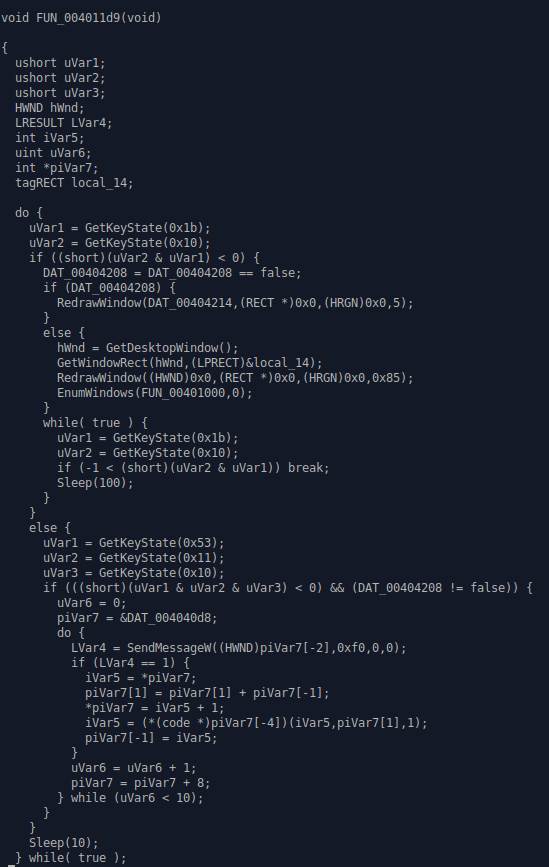 void FUN_004011d9(void)
{
ushort uVar1;
ushort uVar2;
ushort uVar3;
HWND hWnd;
LRESULT LVar4;
int iVar5;
uint uVar6;
int *piVar7;
tagRECT local_14;
do {
uVar1 = GetKeyState(0x1b);
uVar2 = GetKeyState(0x10);
if ((short)(uVar2 & uVar1) < 0) {
DAT_00404208 = DAT_00404208 == false;
if (DAT_00404208) {
RedrawWindow(DAT_00404214,(RECT *)0x0,(HRGN)0x0,5);
}
else {
hWnd = GetDesktopWindow();
GetWindowRect(hWnd,(LPRECT)&local_14);
RedrawWindow((HWND)0x0,(RECT *)0x0,(HRGN)0x0,0x85);
EnumWindows(FUN_00401000,0);
}
while( true ) {
uVar1 = GetKeyState(0x1b);
uVar2 = GetKeyState(0x10);
if (-1 < (short)(uVar2 & uVar1)) break;
Sleep(100);
}
}
else {
uVar1 = GetKeyState(0x53);
uVar2 = GetKeyState(0x11);
uVar3 = GetKeyState(0x10);
if (((short)(uVar1 & uVar2 & uVar3) < 0) && (DAT_00404208 != false)) {
uVar6 = 0;
piVar7 = &DAT_004040d8;
do {
LVar4 = SendMessageW((HWND)piVar7[-2],0xf0,0,0);
if (LVar4 == 1) {
iVar5 = *piVar7;
piVar7[1] = piVar7[1] + piVar7[-1];
*piVar7 = iVar5 + 1;
iVar5 = (*(code *)piVar7[-4])(iVar5,piVar7[1],1);
piVar7[-1] = iVar5;
}
uVar6 = uVar6 + 1;
piVar7 = piVar7 + 8;
} while (uVar6 < 10);
}
}
Sleep(10);
} while( true );